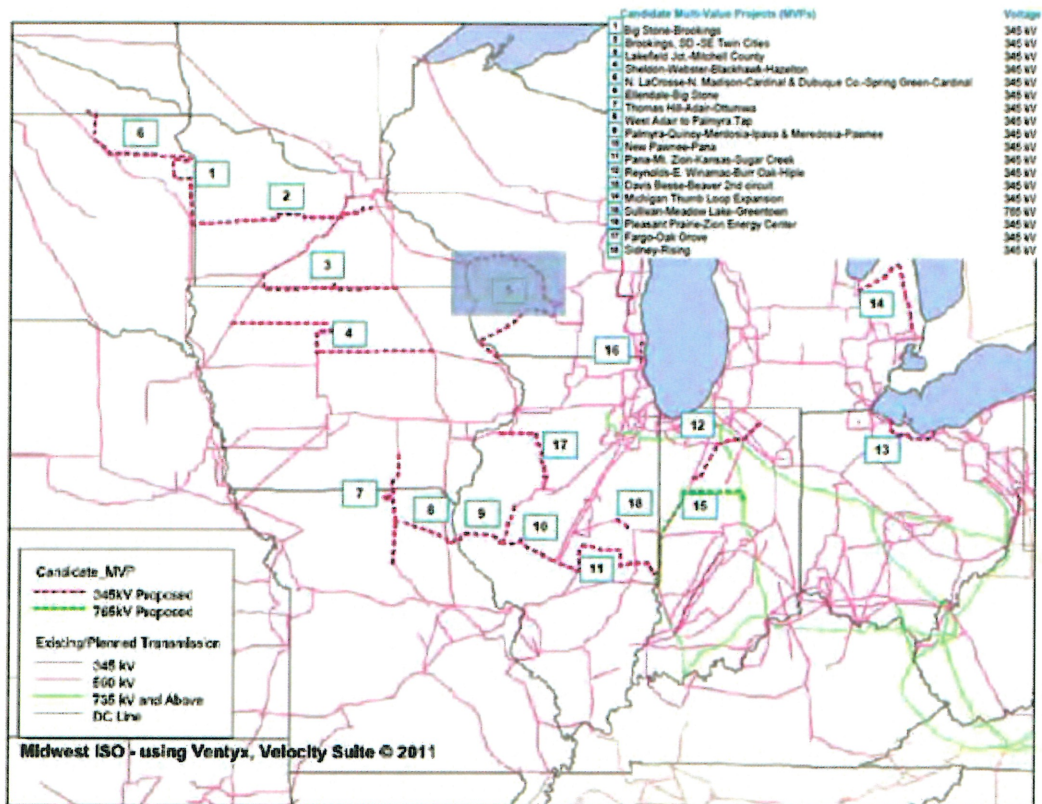 Candidate Multi-Value Projects (MVPs) Voltage
1 Big Stone-Brookings 345 kV
2 Brookings, SD -SE Twin Cities 345 kV
3 Lakefield Jct.-Mitchell County 345 kV
4 Sheldon-Webster-Blackhawk-Hazelton 345 kV
5 N. LaCrosse-N. Madison-Cardinal & Dubuque Co.-Spring Green-Cardinal 345 kV
6 Ellendale-Big Stone 345 kV
7 Thomas Hill-Adair-Ottumwa 345 kV
8 West Adair to Palmyra Tap 345 kV
9 Palmyra-Quincy-Merdosia-Ipava & Meredosia-Pawnee 345 kV
10 New Pawnee-Pana 345 kV
11 Pana-Mt. Zion-Kansas-Sugar Creek 345 kV
12 Reynolds-E. Winamac-Burr Oak-Hiple 345 kV
13 Davis Besse-Beaver 2nd circuit 345 kV
14 Michigan Thumb Loop Expansion 345 kV
15 Sullivan-Meadow Lake-Greentown 765 kV
16 Pleasant Prairie-Zion Energy Center 345 kV
17 Fargo-Oak Grove 345 kV
18 Sidney-Rising 345 kV
6
1
2
3
5
14
4
16
12
17
13
7
8
9
18
15
10
11
Candidate_MVP
345kV Proposed
765kV Proposed
Existing/Planned Transmission
345 kV
500 kV
735 kV and Above
DC Line
Midwest ISO - using Ventyx, Velocity Suite © 2011